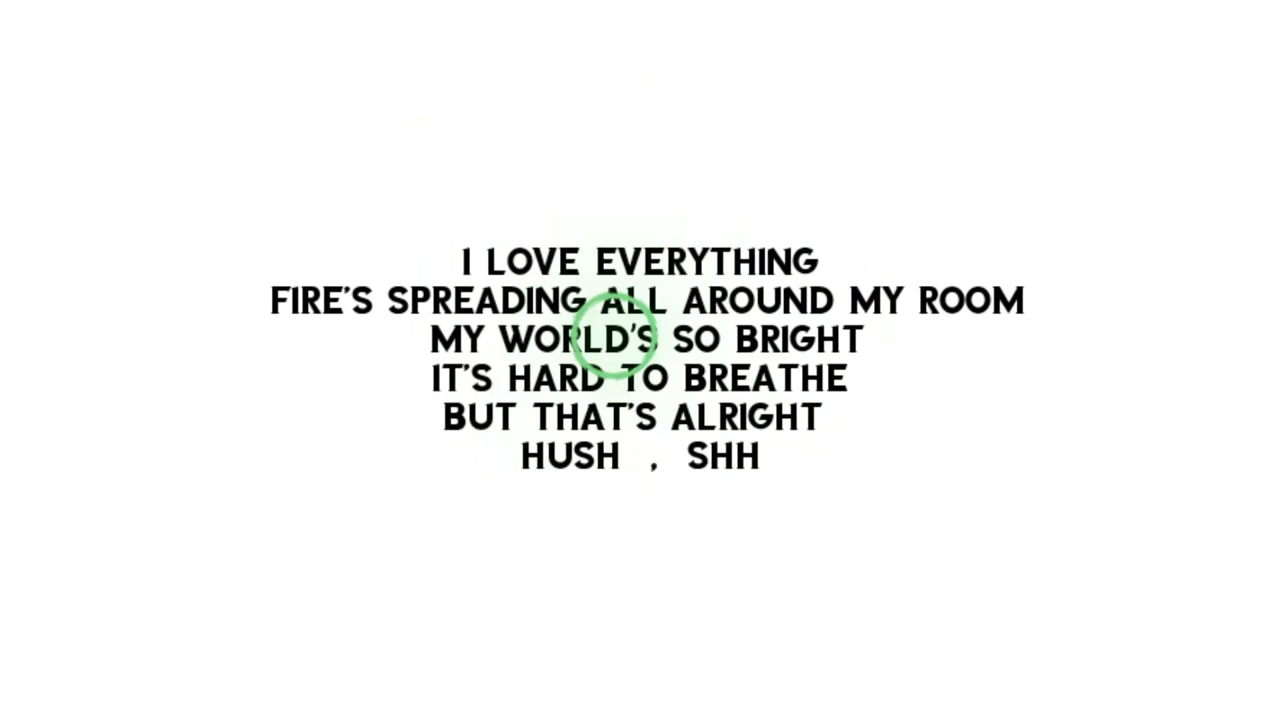 I LOVE EVERYTHING
FIRE'S SPREADING ALL AROUND MY ROOM
MY WORLD'S SO BRIGHT
IT'S HARD TO BREATHE
BUT THAT'S ALRIGHT
HUSH , SHH